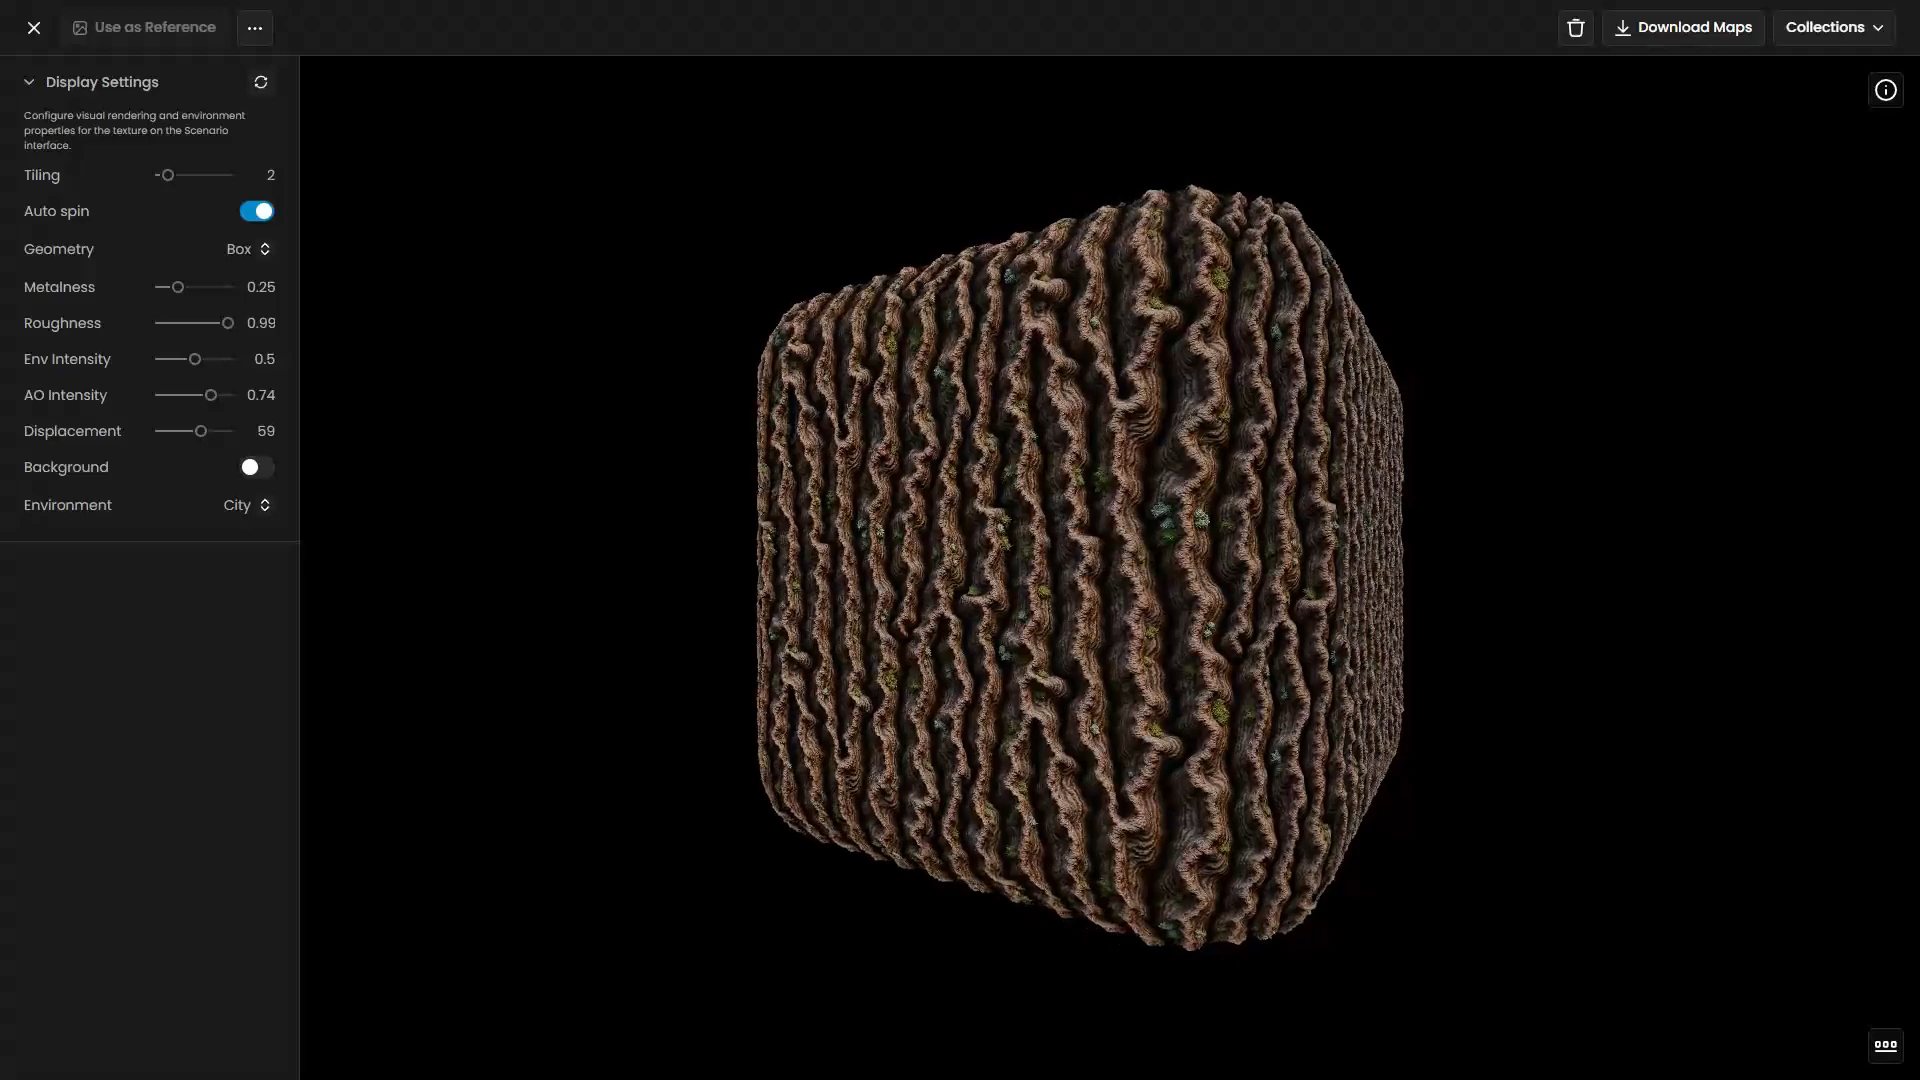 Use as Reference
Download Maps
Collections
Display Settings
Configure visual rendering and environment
properties for the texture on the Scenario
interface.
Tiling 2
Auto spin
Geometry Box
Metalness 0.25
Roughness 0.99
Env Intensity 0.5
AO Intensity 0.74
Displacement 59
Background
Environment City